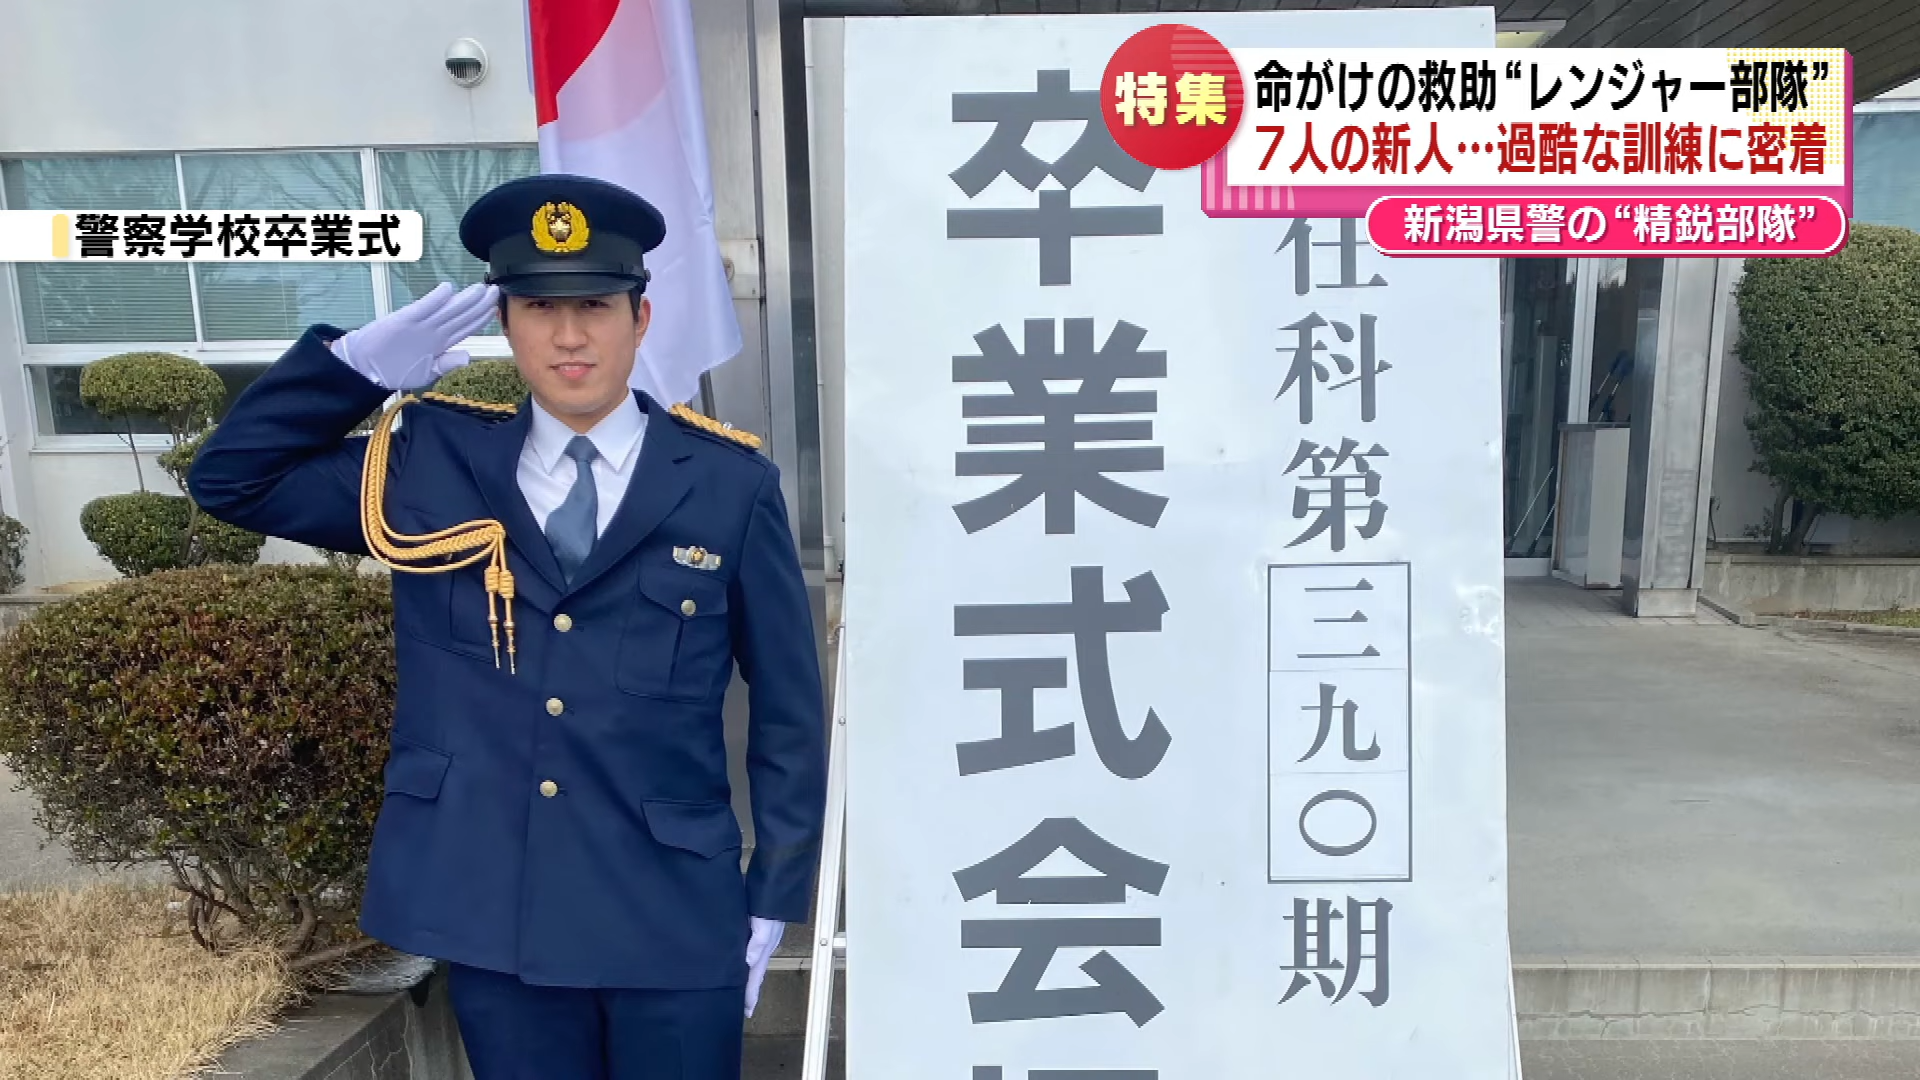 特集
命がけの救助“レンジャー部隊”
7人の新人…過酷な訓練に密着
新潟県警の“精鋭部隊”
警察学校卒業式
任科第三九〇期
卒業式会